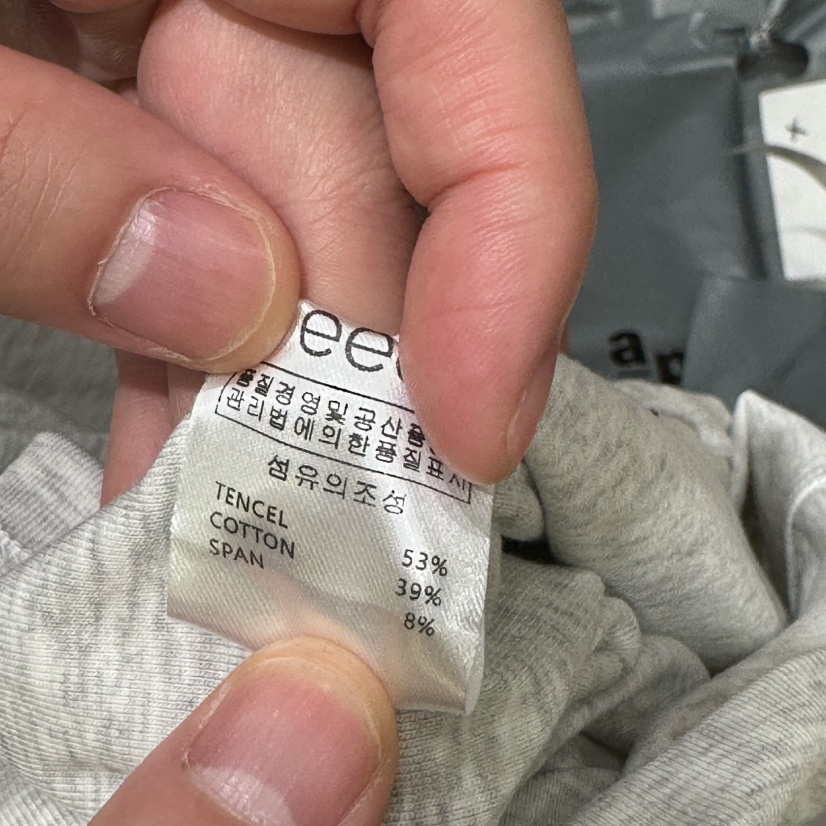 품질경영및공산품
관리법에의한품질표시
섬유의조성
TENCEL 53%
COTTON 39%
SPAN 8%